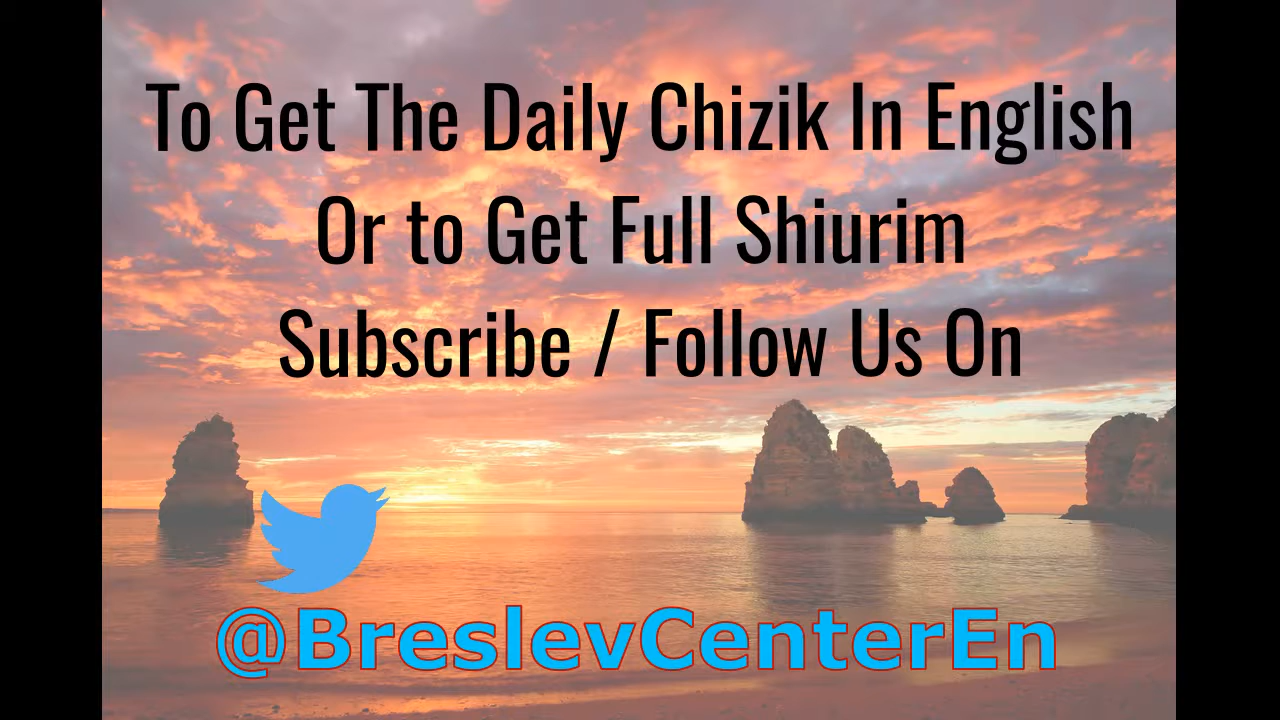 To Get The Daily Chizik In English
Or to Get Full Shiurim
Subscribe / Follow Us On
@BreslevCenterEn